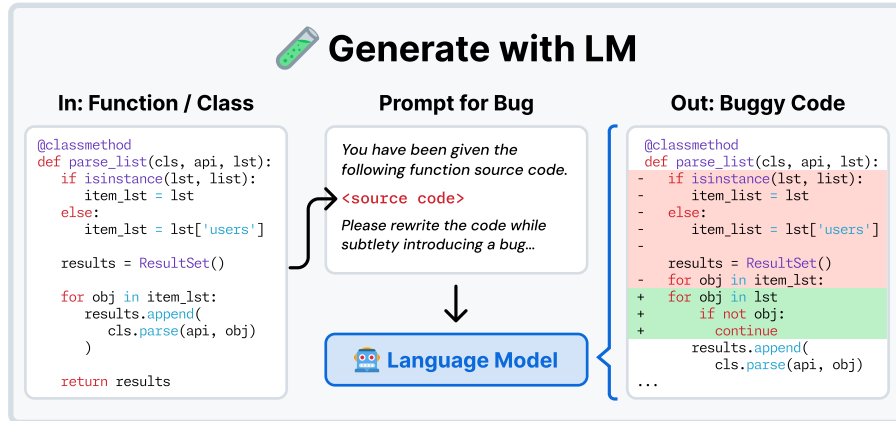 Generate with LM
In: Function / Class
@classmethod
def parse_list(cls, api, lst):
if isinstance(lst, list):
item_lst = lst
else:
item_lst = lst['users']
results = ResultSet()
for obj in item_lst:
results.append(
cls.parse(api, obj)
)
return results
Prompt for Bug
You have been given the
following function source code.
<source code>
Please rewrite the code while
subtlety introducing a bug...
Language Model
Out: Buggy Code
@classmethod
def parse_list(cls, api, lst):
- if isinstance(lst, list):
- item_lst = lst
- else:
- item_lst = lst['users']
-
results = ResultSet()
- for obj in item_lst:
+ for obj in lst
+ if not obj:
+ continue
results.append(
cls.parse(api, obj)
...